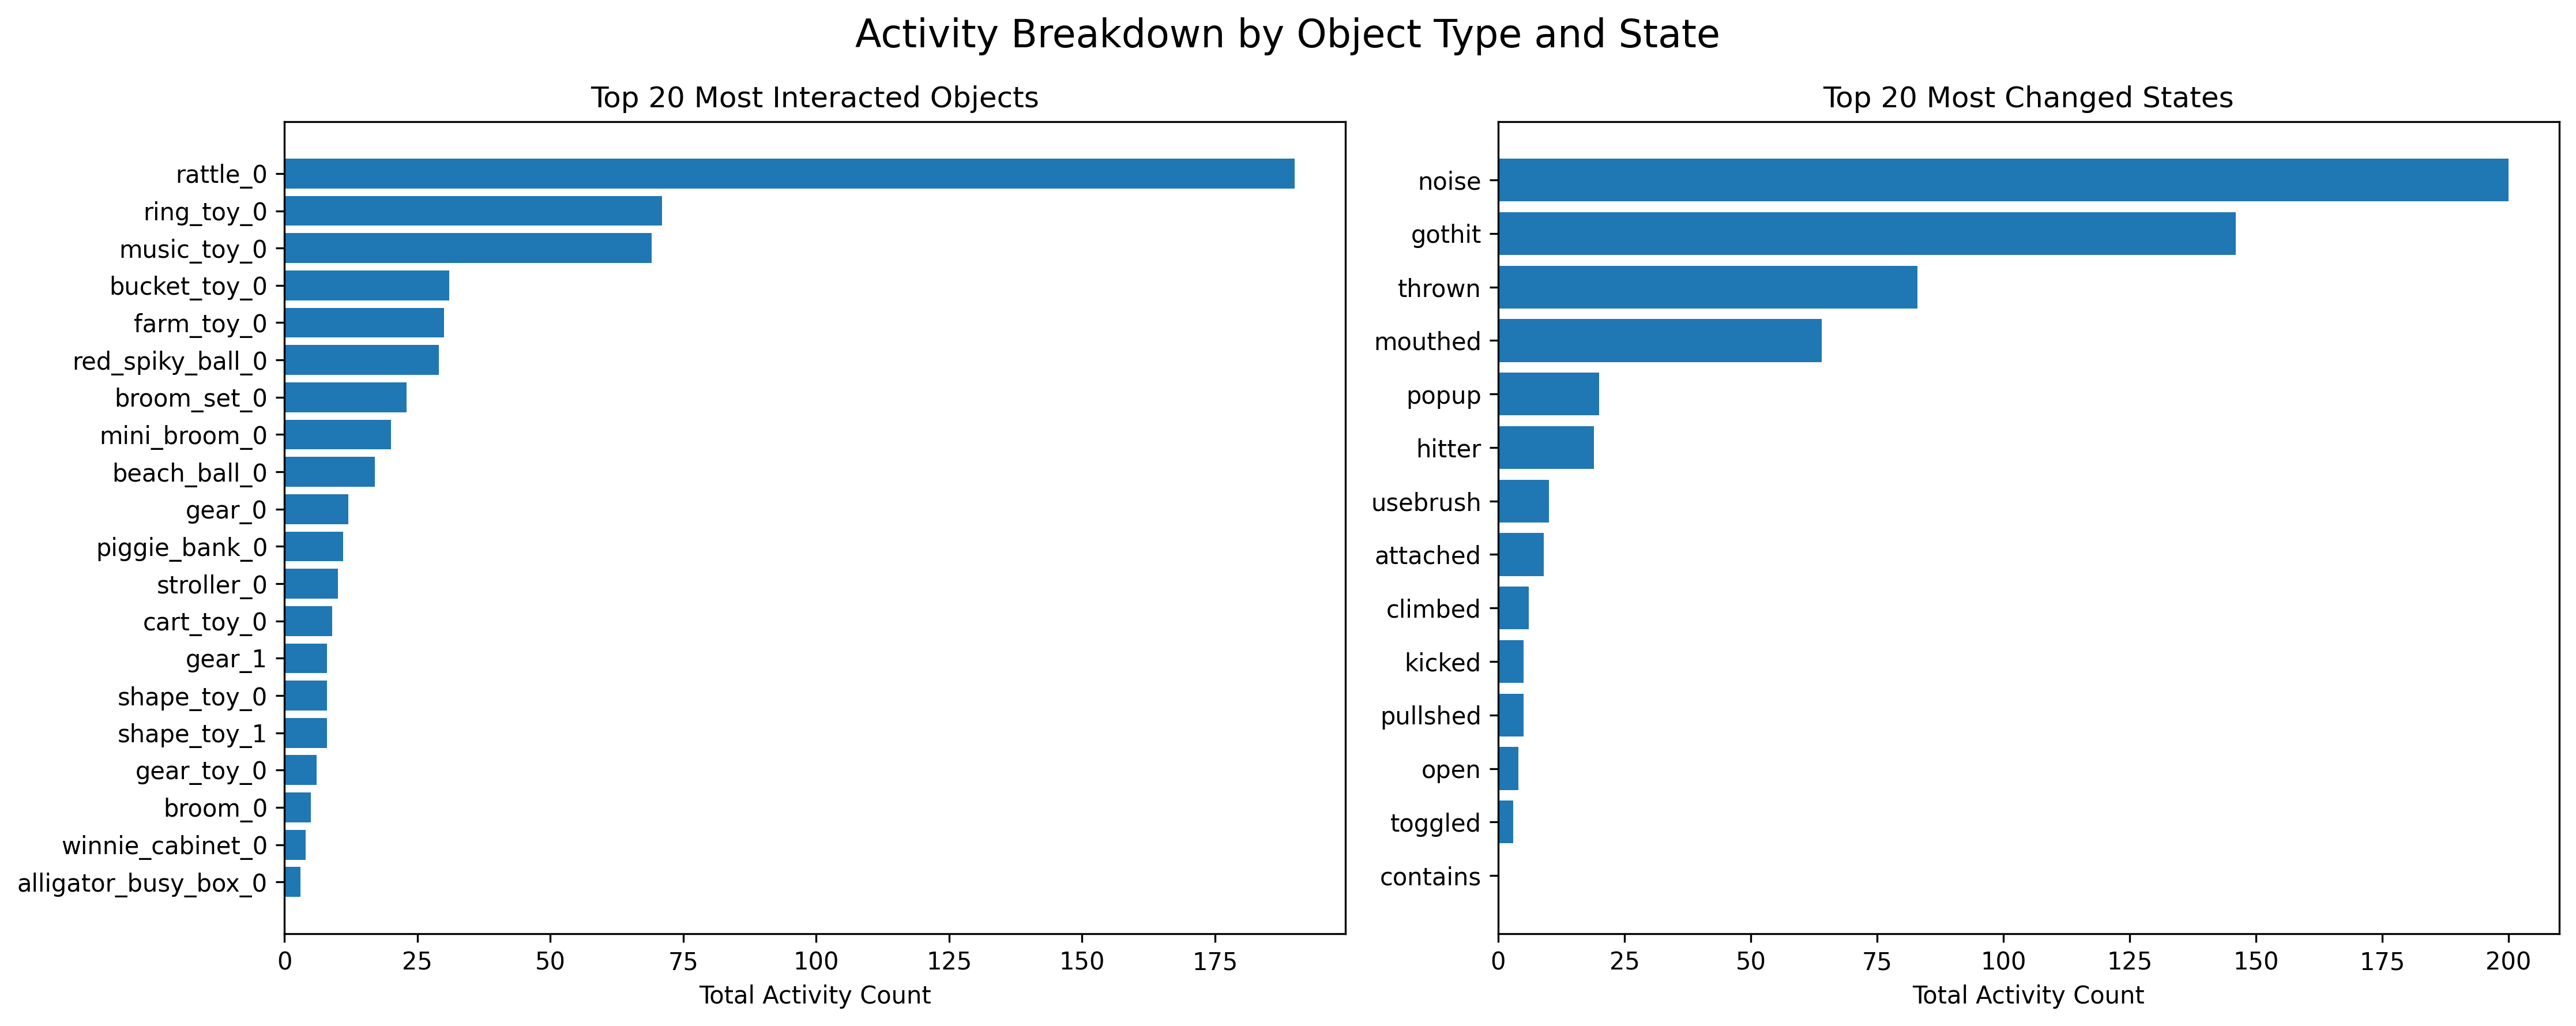 Activity Breakdown by Object Type and State
Top 20 Most Interacted Objects
rattle_0
ring_toy_0
music_toy_0
bucket_toy_0
farm_toy_0
red_spiky_ball_0
broom_set_0
mini_broom_0
beach_ball_0
gear_0
piggie_bank_0
stroller_0
cart_toy_0
gear_1
shape_toy_0
shape_toy_1
gear_toy_0
broom_0
winnie_cabinet_0
alligator_busy_box_0
0 25 50 75 100 125 150 175
Total Activity Count
Top 20 Most Changed States
noise
gothit
thrown
mouthed
popup
hitter
usebrush
attached
climbed
kicked
pullshed
open
toggled
contains
0 25 50 75 100 125 150 175 200
Total Activity Count